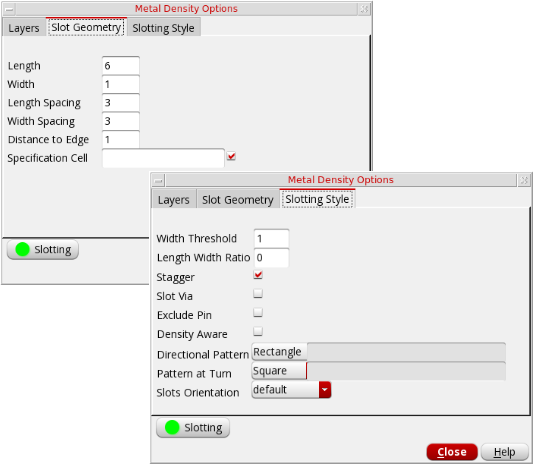 Metal Density Options
Layers Slot Geometry Slotting Style
Length 6
Width 1
Length Spacing 3
Width Spacing 3
Distance to Edge 1
Specification Cell
Slotting
Metal Density Options
Layers Slot Geometry Slotting Style
Width Threshold 1
Length Width Ratio 0
Stagger
Slot Via
Exclude Pin
Density Aware
Directional Pattern Rectangle
Pattern at Turn Square
Slots Orientation default
Slotting
Close Help